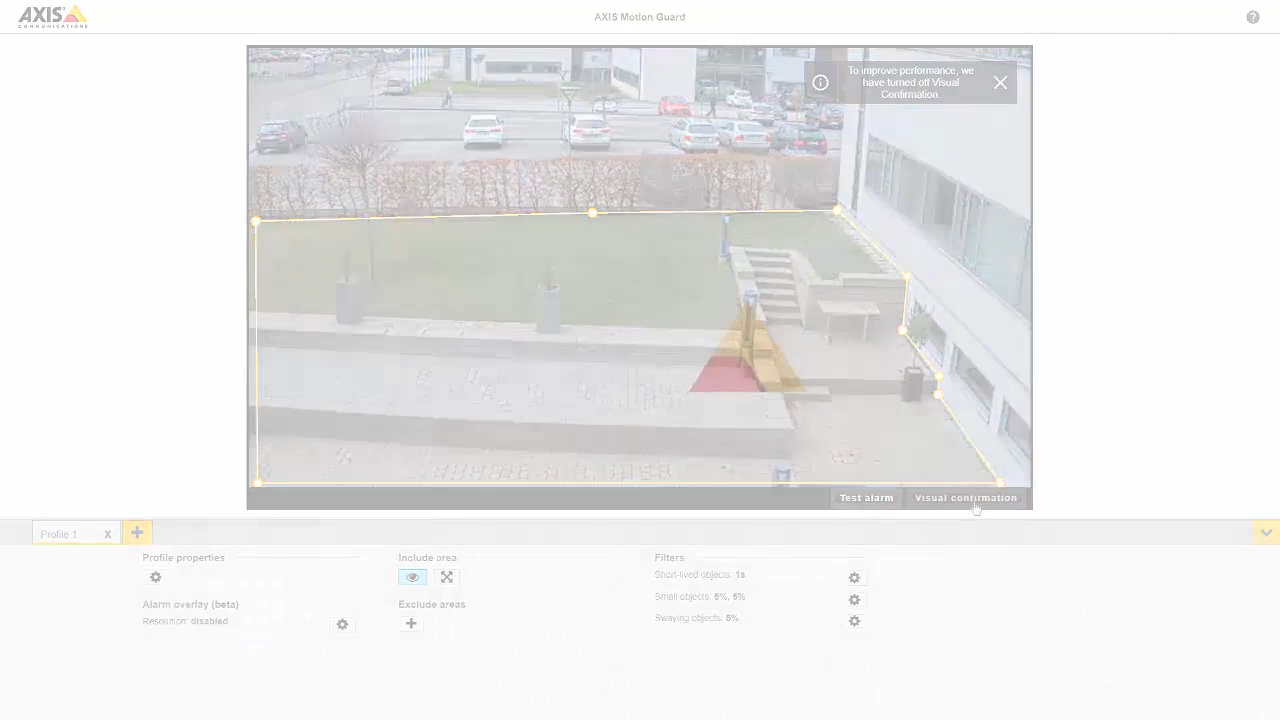 AXIS
COMMUNICATIONS
AXIS Motion Guard
To improve performance, we
have turned off Visual
Confirmation.
Test alarm
Visual confirmation
Profile 1
X
Profile properties
Include area
Filters
Short-lived objects: 1s
Small objects: 5%, 5%
Alarm overlay (beta)
Exclude areas
Resolution: disabled
Swaying objects: 5%